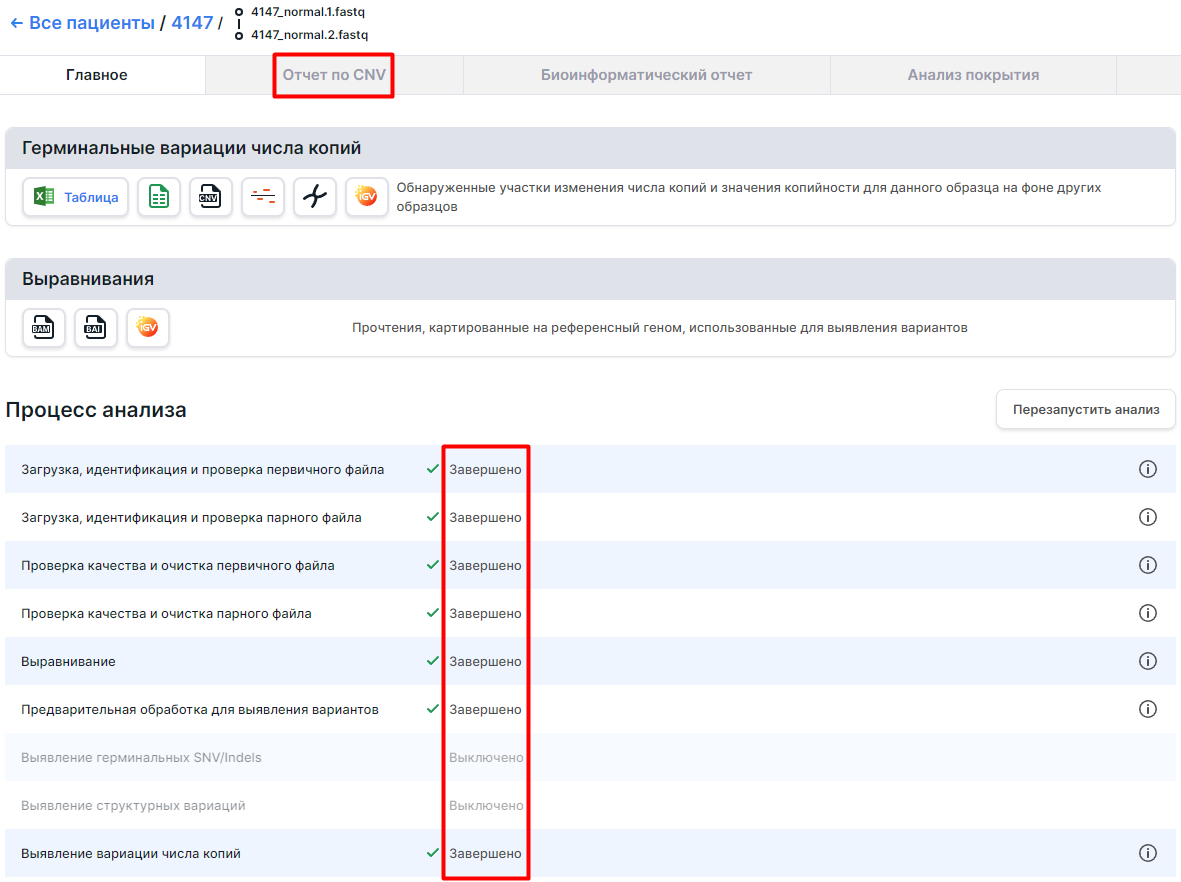 ← Все пациенты / 4147 /
4147_normal.1.fastq
4147_normal.2.fastq
Главное
Отчет по CNV
Биоинформатический отчет
Анализ покрытия
Герминальные вариации числа копий
Таблица
CNV
IGV
Обнаруженные участки изменения числа копий и значения копийности для данного образца на фоне других
образцов
Выравнивания
BAM
BAI
IGV
Прочтения, картированные на референсный геном, использованные для выявления вариантов
Процесс анализа
Перезапустить анализ
Загрузка, идентификация и проверка первичного файла Завершено
Загрузка, идентификация и проверка парного файла Завершено
Проверка качества и очистка первичного файла Завершено
Проверка качества и очистка парного файла Завершено
Выравнивание Завершено
Предварительная обработка для выявления вариантов Завершено
Выявление герминальных SNV/Indels Выключено
Выявление структурных вариаций Выключено
Выявление вариации числа копий Завершено